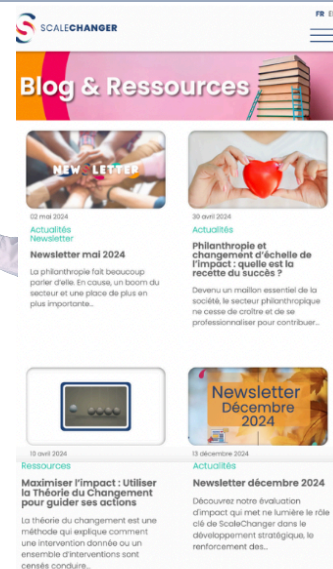 SCALECHANGER
FR
Blog & Ressources
NEWSLETTER
02 mai 2024
Actualités
Newsletter
Newsletter mai 2024
La philanthropie fait beaucoup
parler d'elle. En cause, un boom du
secteur et une place de plus en
plus importante...
30 avril 2024
Actualités
Philanthropie et
changement d'échelle de
l'impact : quelle est la
recette du succès ?
Devenu un maillon essentiel de la
société, le secteur philanthropique
ne cesse de croître et de se
professionnaliser pour contribuer...
13 avril 2024
Ressources
Maximiser l'impact : Utiliser
la Théorie du Changement
pour guider ses actions
La théorie du changement est une
méthode qui explique comment
une intervention donnée ou un
ensemble d'interventions sont
censés conduire...
Newsletter
Décembre
2024
13 décembre 2024
Actualités
Newsletter décembre 2024
Découvrez notre évaluation
d'impact qui met ne lumière le rôle
clé de ScaleChanger dans le
développement stratégique, le
renforcement des...